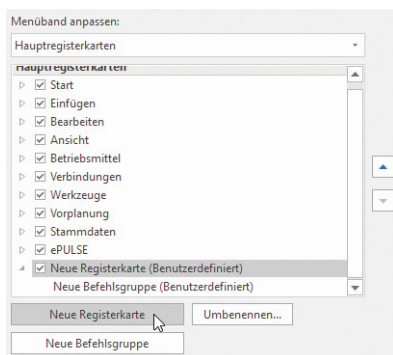 Menüband anpassen:
Hauptregisterkarten
Hauptregisterkarten
Start
Einfügen
Bearbeiten
Ansicht
Betriebsmittel
Verbindungen
Werkzeuge
Vorplanung
Stammdaten
ePULSE
Neue Registerkarte (Benutzerdefiniert)
Neue Befehlsgruppe (Benutzerdefiniert)
Neue Registerkarte Umbenennen...
Neue Befehlsgruppe